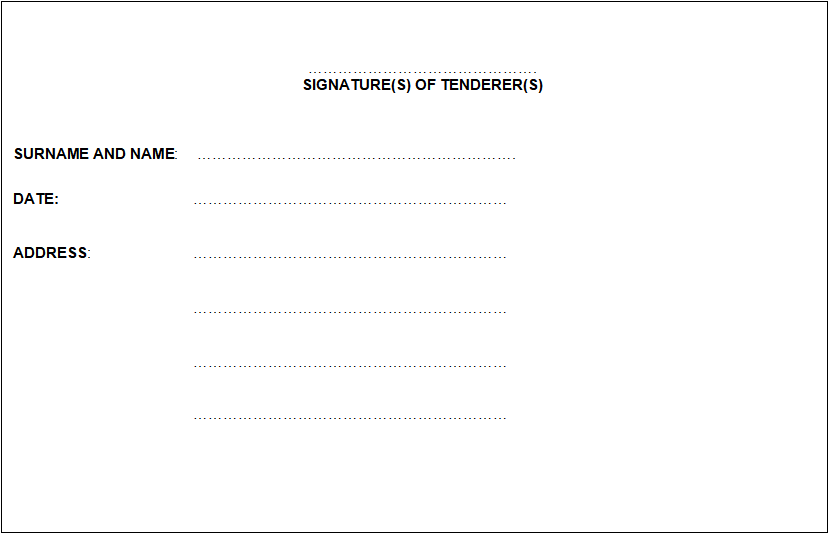 ……………………………………….
SIGNATURE(S) OF TENDERER(S)
SURNAME AND NAME: ……………………………………………………….
DATE: ………………………………………………………
ADDRESS: ………………………………………………………
………………………………………………………
………………………………………………………
………………………………………………………